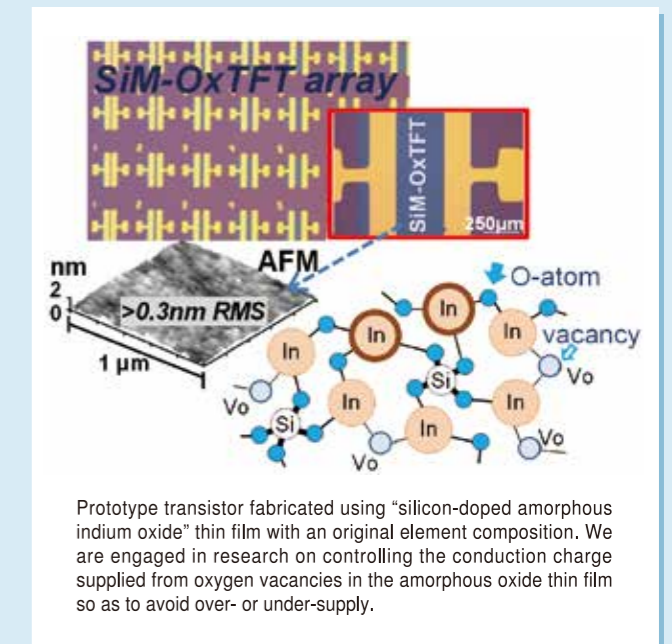 SiM-OxTFT array
SiM-OxTFT
250μm
AFM
nm
2
0
>0.3nm RMS
1 μm
O-atom
vacancy
In
In
In
In
In
In
In
Si
Si
Vo
Vo
Vo
Vo
Prototype transistor fabricated using “silicon-doped amorphous
indium oxide” thin film with an original element composition. We
are engaged in research on controlling the conduction charge
supplied from oxygen vacancies in the amorphous oxide thin film
so as to avoid over- or under-supply.